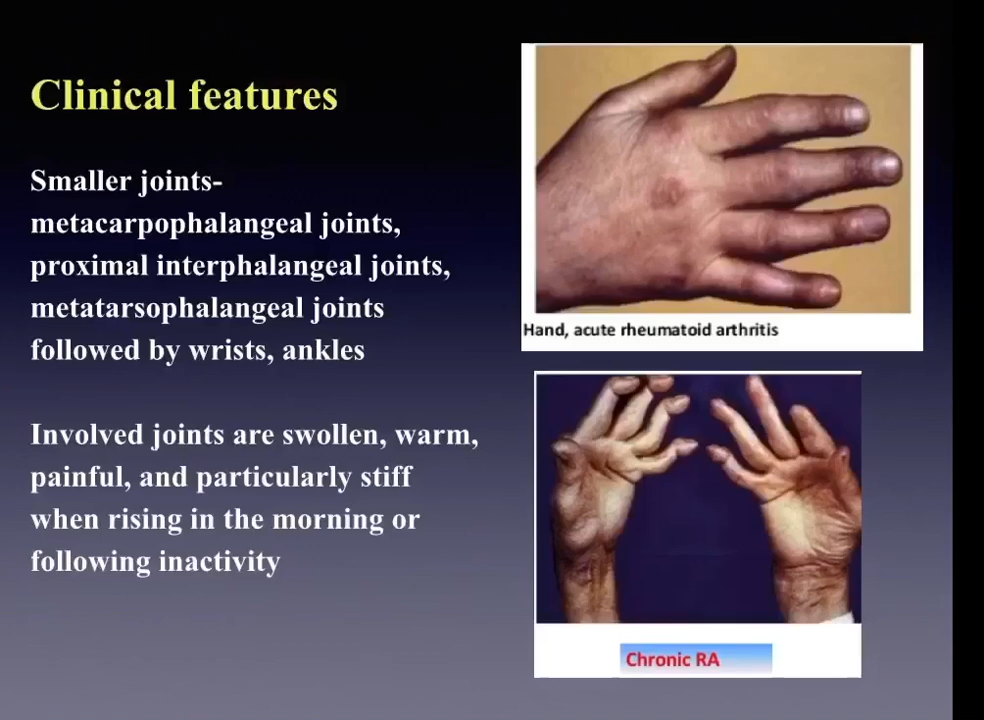 Clinical features
Smaller joints-
metacarpophalangeal joints,
proximal interphalangeal joints,
metatarsophalangeal joints
followed by wrists, ankles
Involved joints are swollen, warm,
painful, and particularly stiff
when rising in the morning or
following inactivity
Hand, acute rheumatoid arthritis
Chronic RA